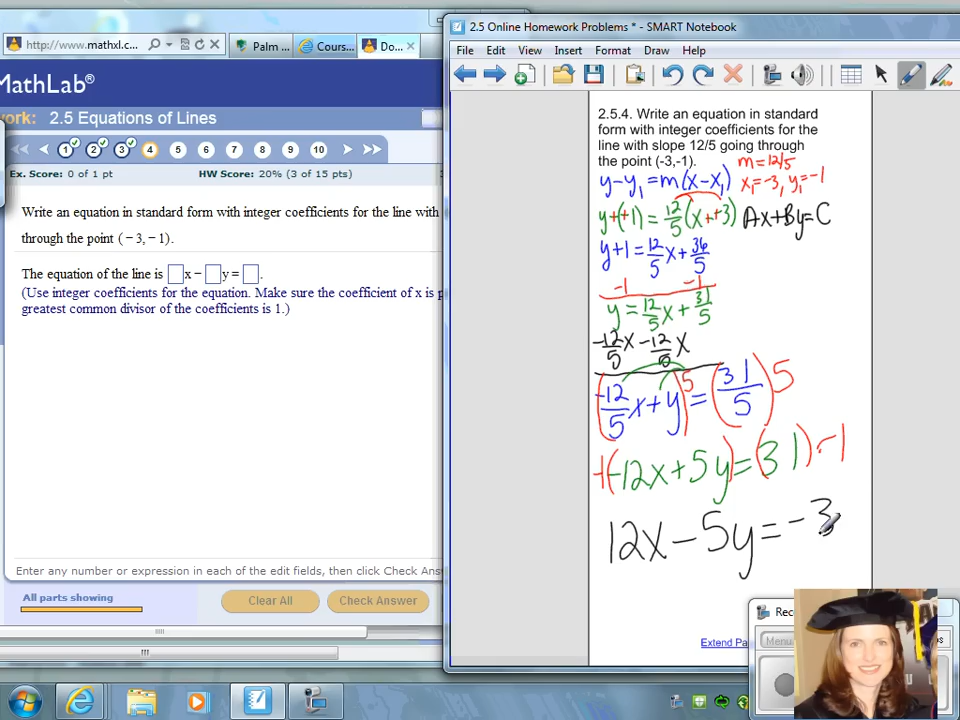 2.5 Online Homework Problems * - SMART Notebook
http://www.mathxl.c
Palm ...
Cours...
Do...
File Edit View Insert Format Draw Help
MathLab®
work: 2.5 Equations of Lines
1 2 3 4 5 6 7 8 9 10
Ex. Score: 0 of 1 pt
HW Score: 20% (3 of 15 pts)
Write an equation in standard form with integer coefficients for the line with
through the point (−3,−1).
The equation of the line is x − y = .
(Use integer coefficients for the equation. Make sure the coefficient of x is p
greatest common divisor of the coefficients is 1.)
Enter any number or expression in each of the edit fields, then click Check Ans
All parts showing
Clear All
Check Answer
2.5.4. Write an equation in standard
form with integer coefficients for the
line with slope 12/5 going through
the point (-3,-1).
m=12/5
y-y₁=m(x-x₁)
x₁=-3, y₁=-1
y+(+1)=12/5(x++3)
Ax+By=C
y+1=12/5x+36/5
-1 -1
y=12/5x+31/5
-12/5x -12/5x
(-12/5x+y)5=(31/5)5
-1(-12x+5y)=(31)-1
12x-5y=-3
Extend Pa
Rec
Menu